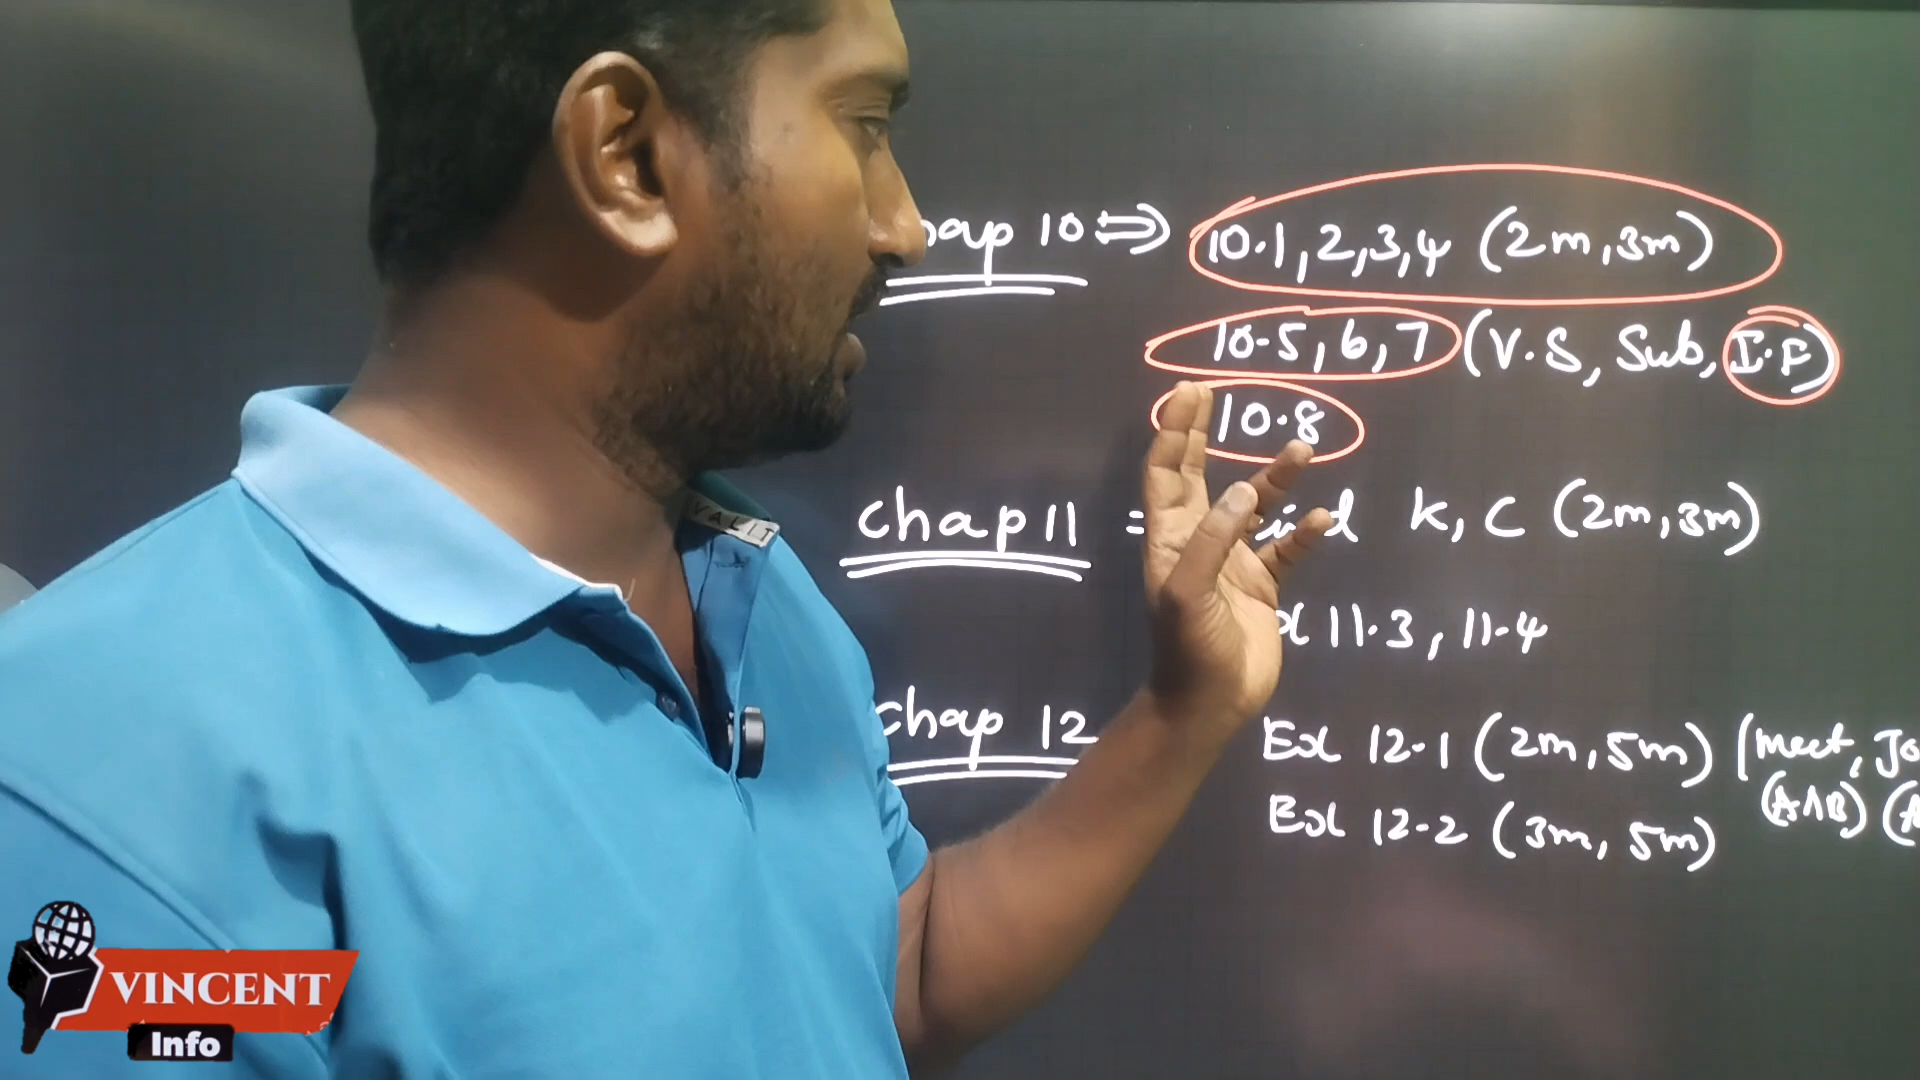 10 ⇒ 10.1, 2, 3, 4 (2m, 3m)
10.5, 6, 7 (V.S, Sub, I.F)
10.8
Chap 11 = K, C (2m, 3m)
11.3, 11.4
Chap 12 Ex 12.1 (2m, 5m) (Meet,
(A∧B)
Ex 12.2 (3m, 5m)
VINCENT
Info